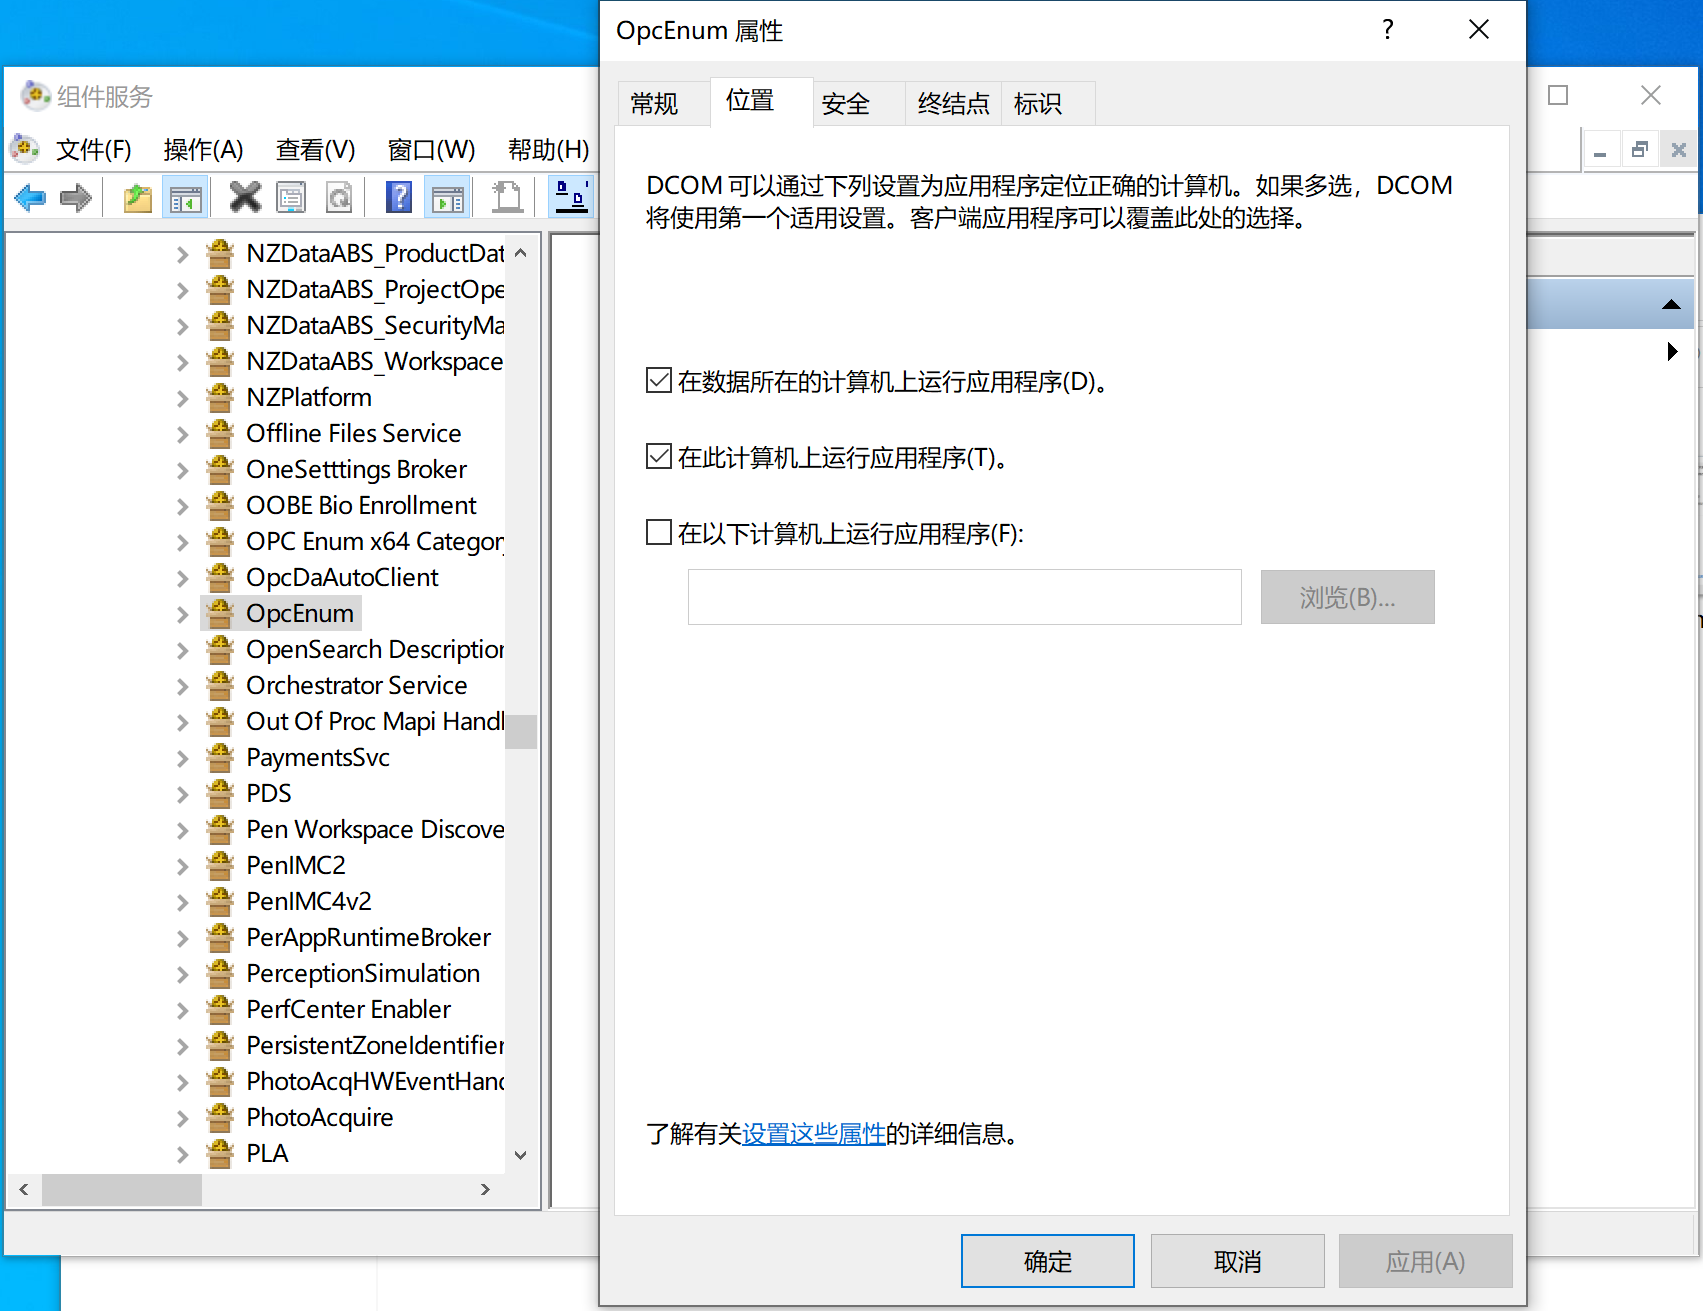 OpcEnum 属性
?
组件服务
文件(F) 操作(A) 查看(V) 窗口(W) 帮助(H)
常规 位置 安全 终结点 标识
DCOM 可以通过下列设置为应用程序定位正确的计算机。如果多选，DCOM
将使用第一个适用设置。客户端应用程序可以覆盖此处的选择。
在数据所在的计算机上运行应用程序(D)。
在此计算机上运行应用程序(T)。
在以下计算机上运行应用程序(F):
浏览(B)...
了解有关设置这些属性的详细信息。
确定 取消 应用(A)
NZDataABS_ProductDat
NZDataABS_ProjectOpe
NZDataABS_SecurityMa
NZDataABS_Workspace
NZPlatform
Offline Files Service
OneSetttings Broker
OOBE Bio Enrollment
OPC Enum x64 Category
OpcDaAutoClient
OpcEnum
OpenSearch Description
Orchestrator Service
Out Of Proc Mapi Handl
PaymentsSvc
PDS
Pen Workspace Discove
PenIMC2
PenIMC4v2
PerAppRuntimeBroker
PerceptionSimulation
PerfCenter Enabler
PersistentZoneIdentifier
PhotoAcqHWEventHand
PhotoAcquire
PLA